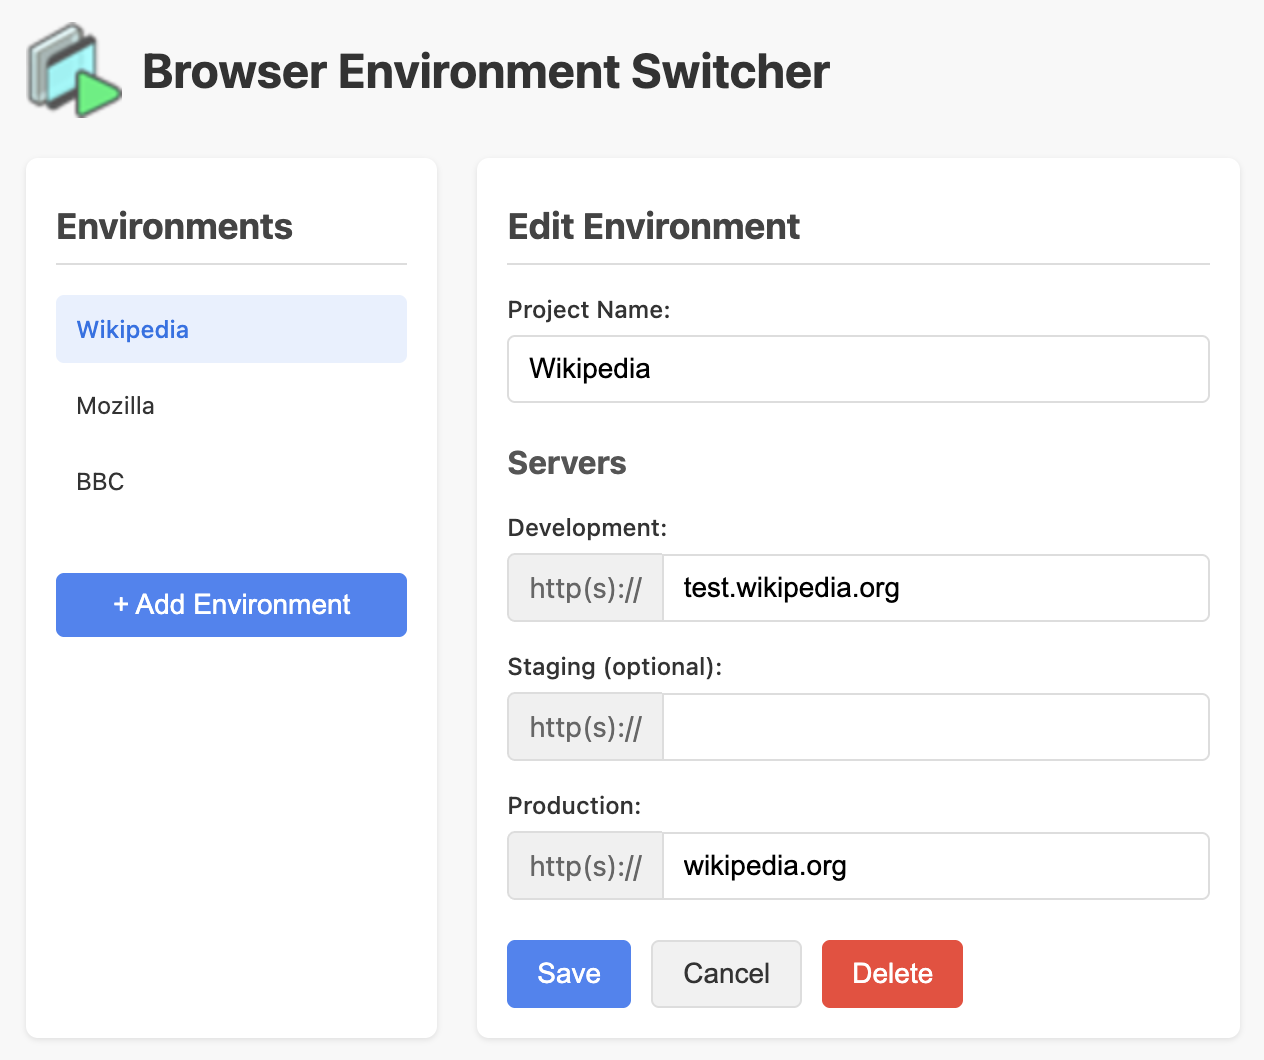 Browser Environment Switcher
Environments
Wikipedia
Mozilla
BBC
+ Add Environment
Edit Environment
Project Name:
Wikipedia
Servers
Development:
http(s):// test.wikipedia.org
Staging (optional):
http(s)://
Production:
http(s):// wikipedia.org
Save Cancel Delete